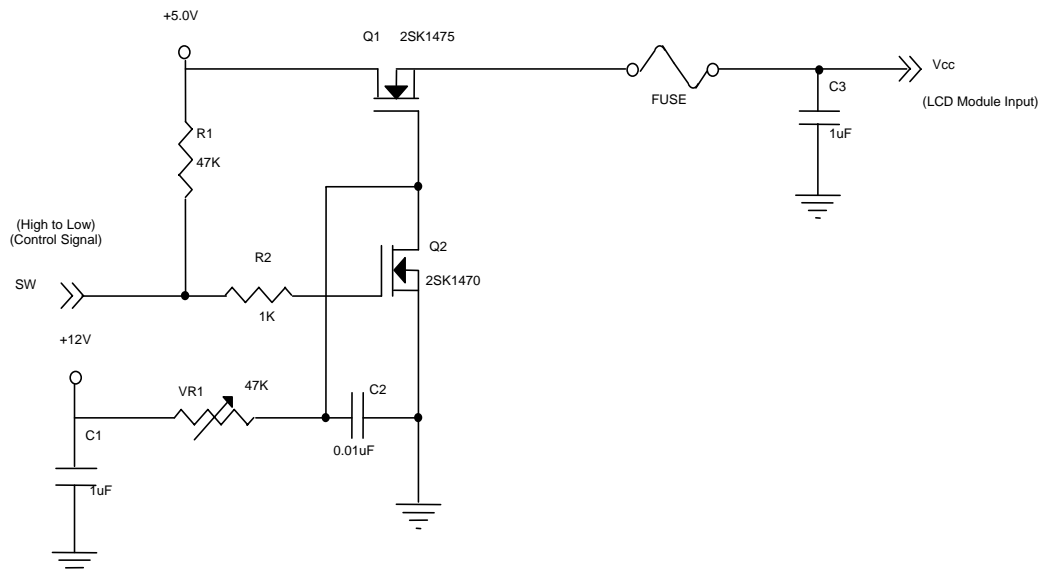 +5.0V
Q1
2SK1475
Vcc
(LCD Module Input)
FUSE
C3
1uF
R1
47K
(High to Low)
(Control Signal)
SW
R2
1K
Q2
2SK1470
+12V
VR1
47K
C2
0.01uF
C1
1uF